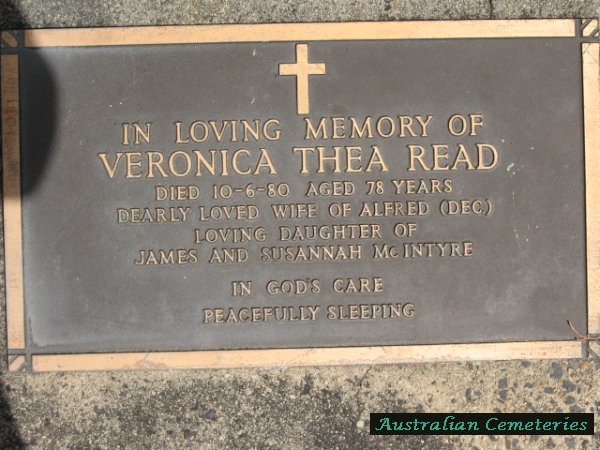 IN LOVING MEMORY OF
VERONICA THEA READ
DIED 10-6-80 AGED 78 YEARS
DEARLY LOVED WIFE OF ALFRED (DEC.)
LOVING DAUGHTER OF
JAMES AND SUSANNAH McINTYRE
IN GOD'S CARE
PEACEFULLY SLEEPING
Australian Cemeteries